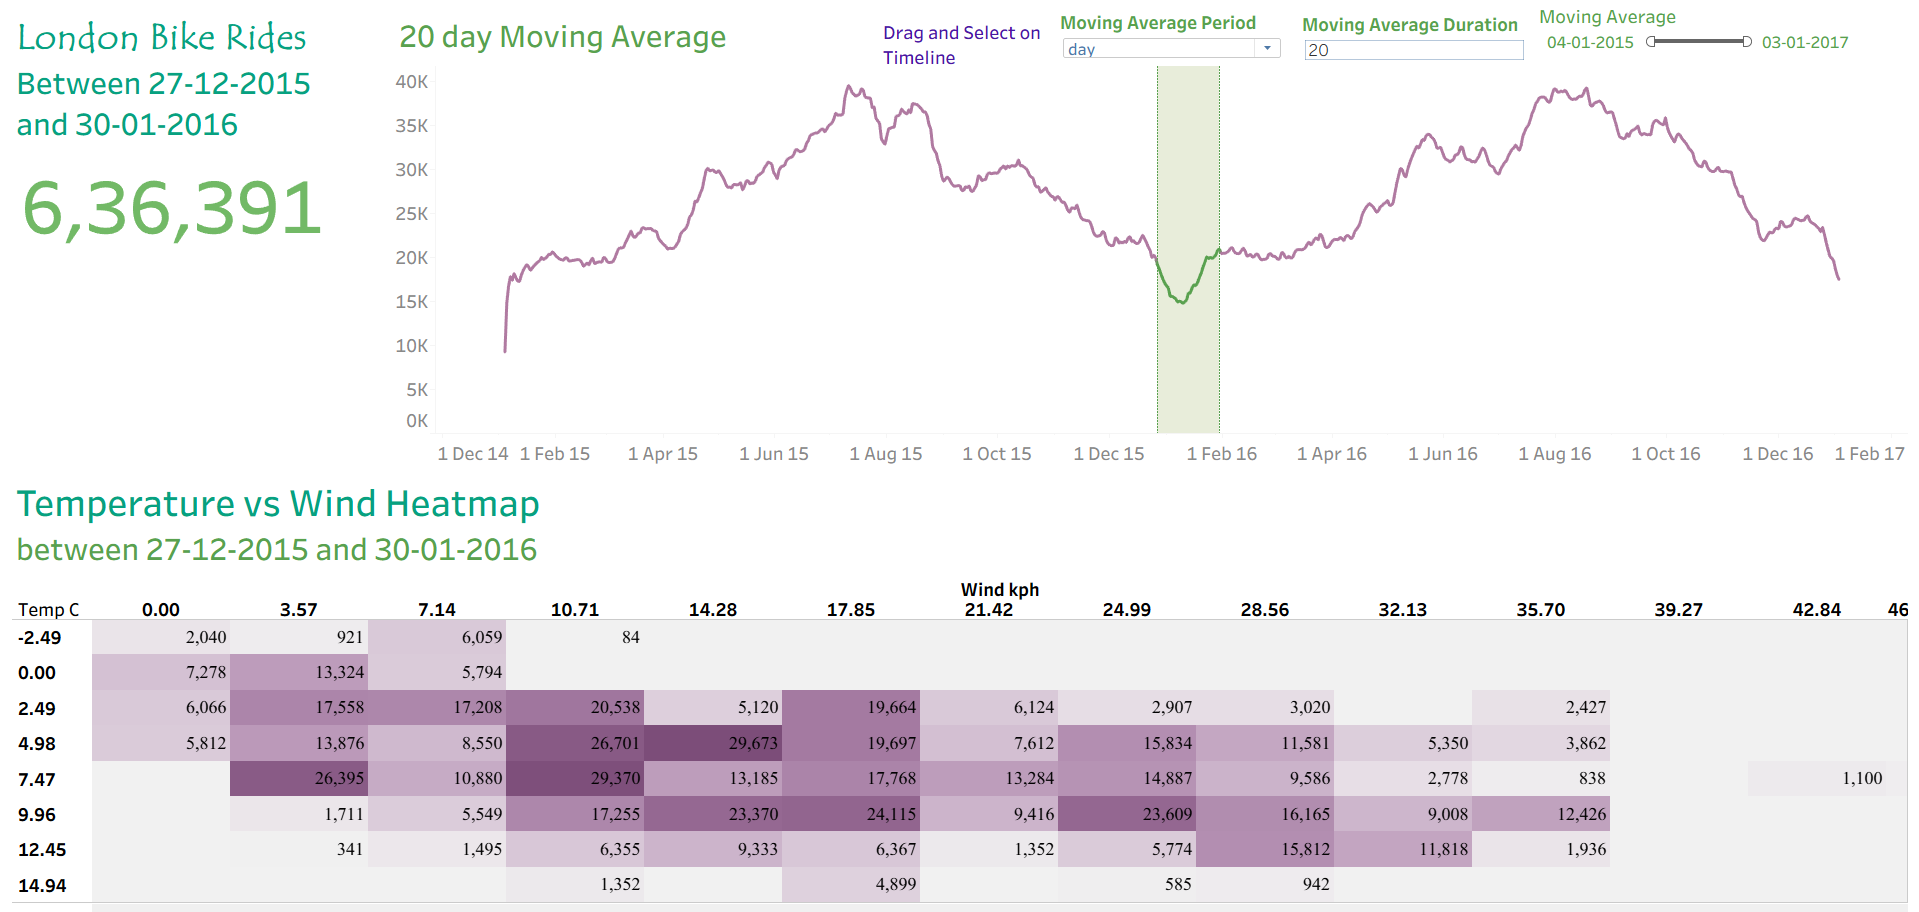 London Bike Rides
Between 27-12-2015
and 30-01-2016
6,36,391
20 day Moving Average
Drag and Select on
Timeline
Moving Average Period
day
Moving Average Duration
20
Moving Average
04-01-2015 03-01-2017
40K
35K
30K
25K
20K
15K
10K
5K
0K
1 Dec 14 1 Feb 15 1 Apr 15 1 Jun 15 1 Aug 15 1 Oct 15 1 Dec 15 1 Feb 16 1 Apr 16 1 Jun 16 1 Aug 16 1 Oct 16 1 Dec 16 1 Feb 17
Temperature vs Wind Heatmap
between 27-12-2015 and 30-01-2016
Wind kph
Temp C 0.00 3.57 7.14 10.71 14.28 17.85 21.42 24.99 28.56 32.13 35.70 39.27 42.84 46
-2.49 2,040 921 6,059 84
0.00 7,278 13,324 5,794
2.49 6,066 17,558 17,208 20,538 5,120 19,664 6,124 2,907 3,020 2,427
4.98 5,812 13,876 8,550 26,701 29,673 19,697 7,612 15,834 11,581 5,350 3,862
7.47 26,395 10,880 29,370 13,185 17,768 13,284 14,887 9,586 2,778 838 1,100
9.96 1,711 5,549 17,255 23,370 24,115 9,416 23,609 16,165 9,008 12,426
12.45 341 1,495 6,355 9,333 6,367 1,352 5,774 15,812 11,818 1,936
14.94 1,352 4,899 585 942